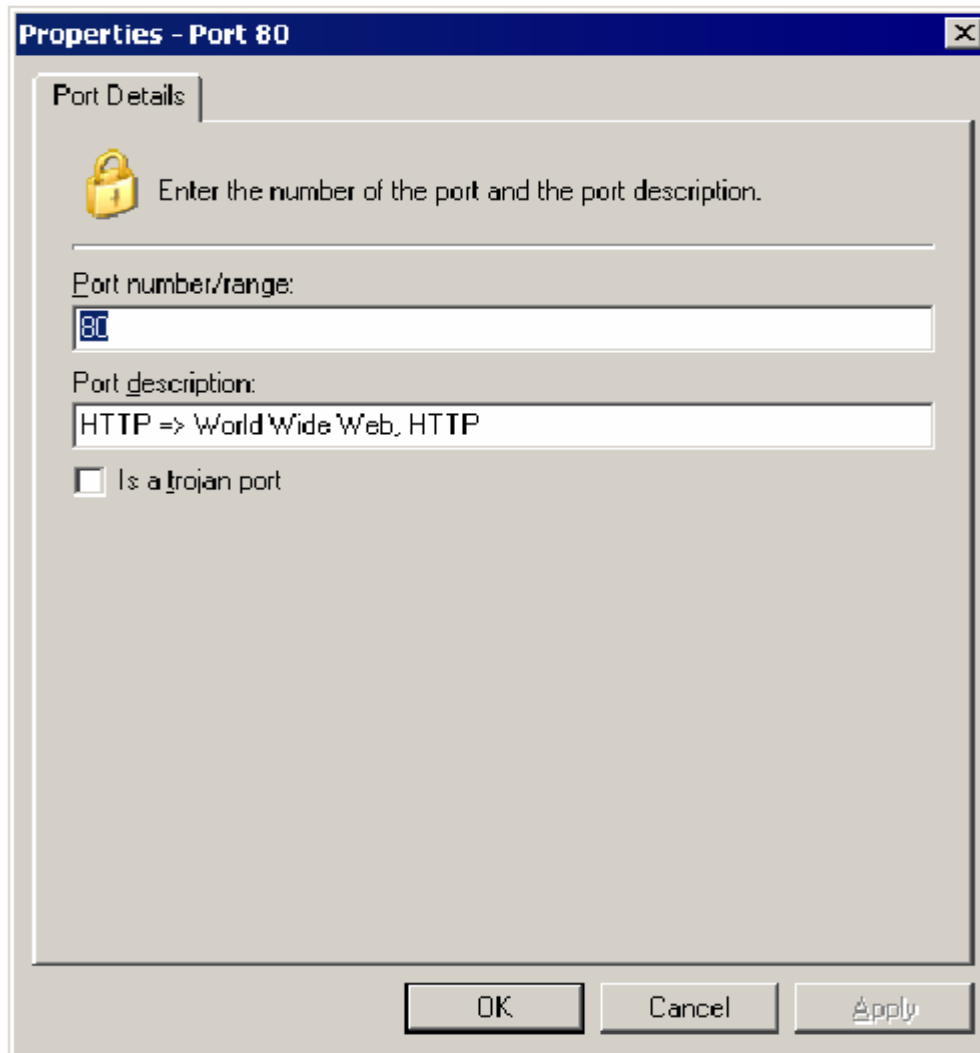 Properties - Port 80
Port Details
Enter the number of the port and the port description.
Port number/range:
80
Port description:
HTTP => World Wide Web, HTTP
Is a trojan port
OK
Cancel
Apply